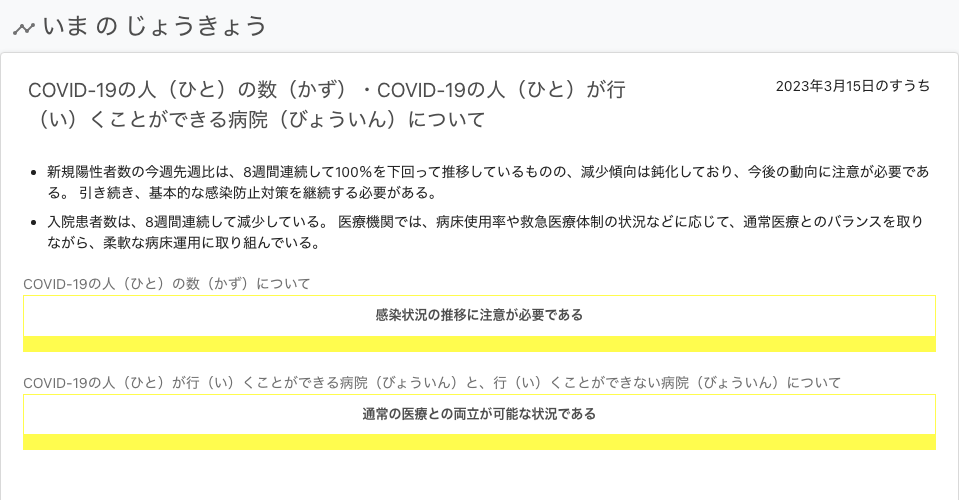 いま の じょうきょう
COVID-19の人（ひと）の数（かず）・COVID-19の人（ひと）が行
（い）くことができる病院（びょういん）について
2023年3月15日のすうち
新規陽性者数の今週先週比は、8週間連続して100%を下回って推移しているものの、減少傾向は鈍化しており、今後の動向に注意が必要であ
る。 引き続き、基本的な感染防止対策を継続する必要がある。
入院患者数は、8週間連続して減少している。 医療機関では、病床使用率や救急医療体制の状況などに応じて、通常医療とのバランスを取り
ながら、柔軟な病床運用に取り組んでいる。
COVID-19の人（ひと）の数（かず）について
感染状況の推移に注意が必要である
COVID-19の人（ひと）が行（い）くことができる病院（びょういん）と、行（い）くことができない病院（びょういん）について
通常の医療との両立が可能な状況である